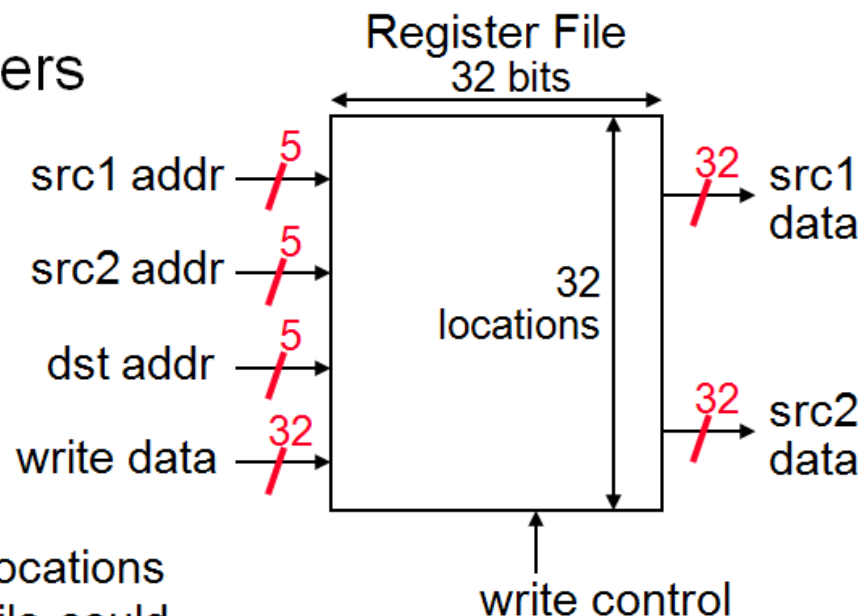 Register File
ers
32 bits
5
32
src1 addr
src1
data
5
src2 addr
32
locations
5
dst addr
32
32
src2
write data
data
ocations
write control